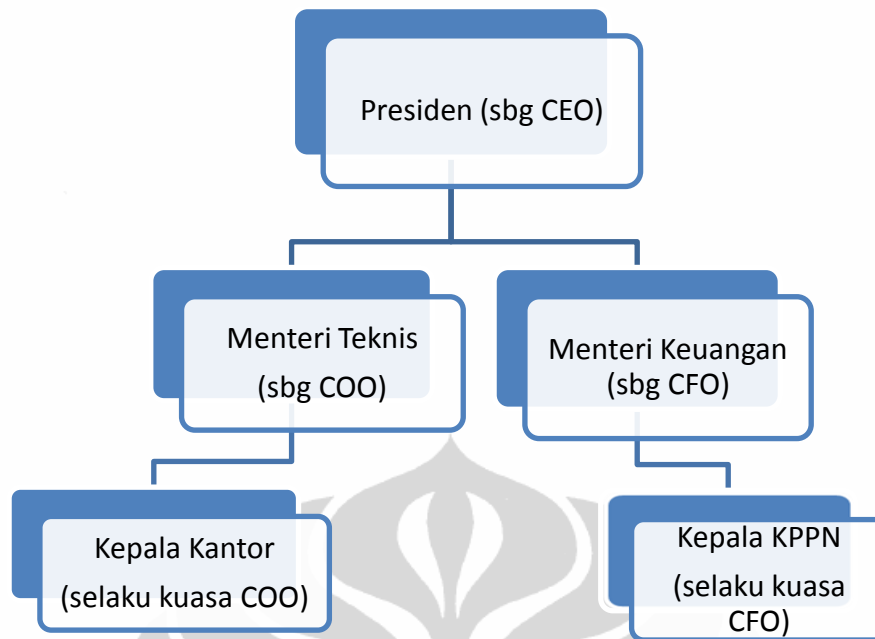 Presiden (sbg CEO)
Menteri Teknis
(sbg COO)
Menteri Keuangan
(sbg CFO)
Kepala Kantor
(selaku kuasa COO)
Kepala KPPN
(selaku kuasa
CFO)